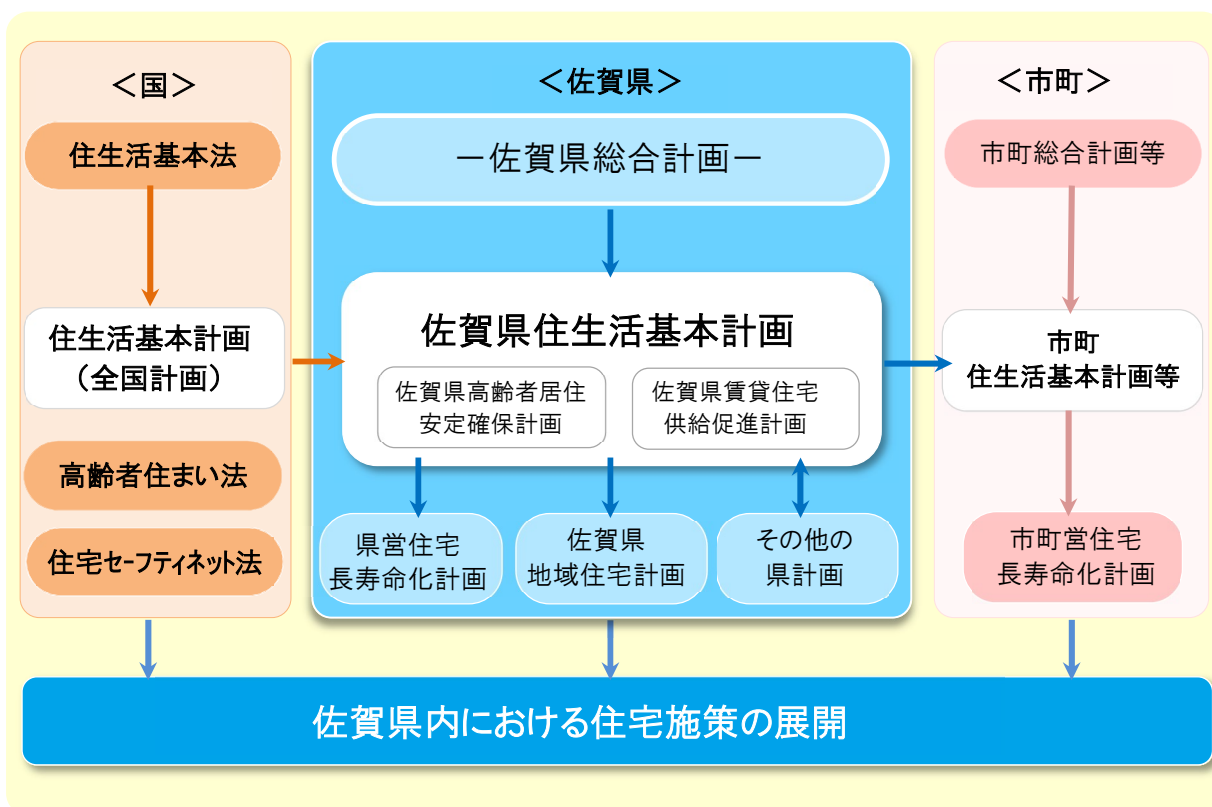 ＜国＞
住生活基本法
住生活基本計画
（全国計画）
高齢者住まい法
住宅セーフティネット法
＜佐賀県＞
－佐賀県総合計画－
佐賀県住生活基本計画
佐賀県高齢者居住
安定確保計画
佐賀県賃貸住宅
供給促進計画
県営住宅
長寿命化計画
佐賀県
地域住宅計画
その他の
県計画
＜市町＞
市町総合計画等
市町
住生活基本計画等
市町営住宅
長寿命化計画
佐賀県内における住宅施策の展開